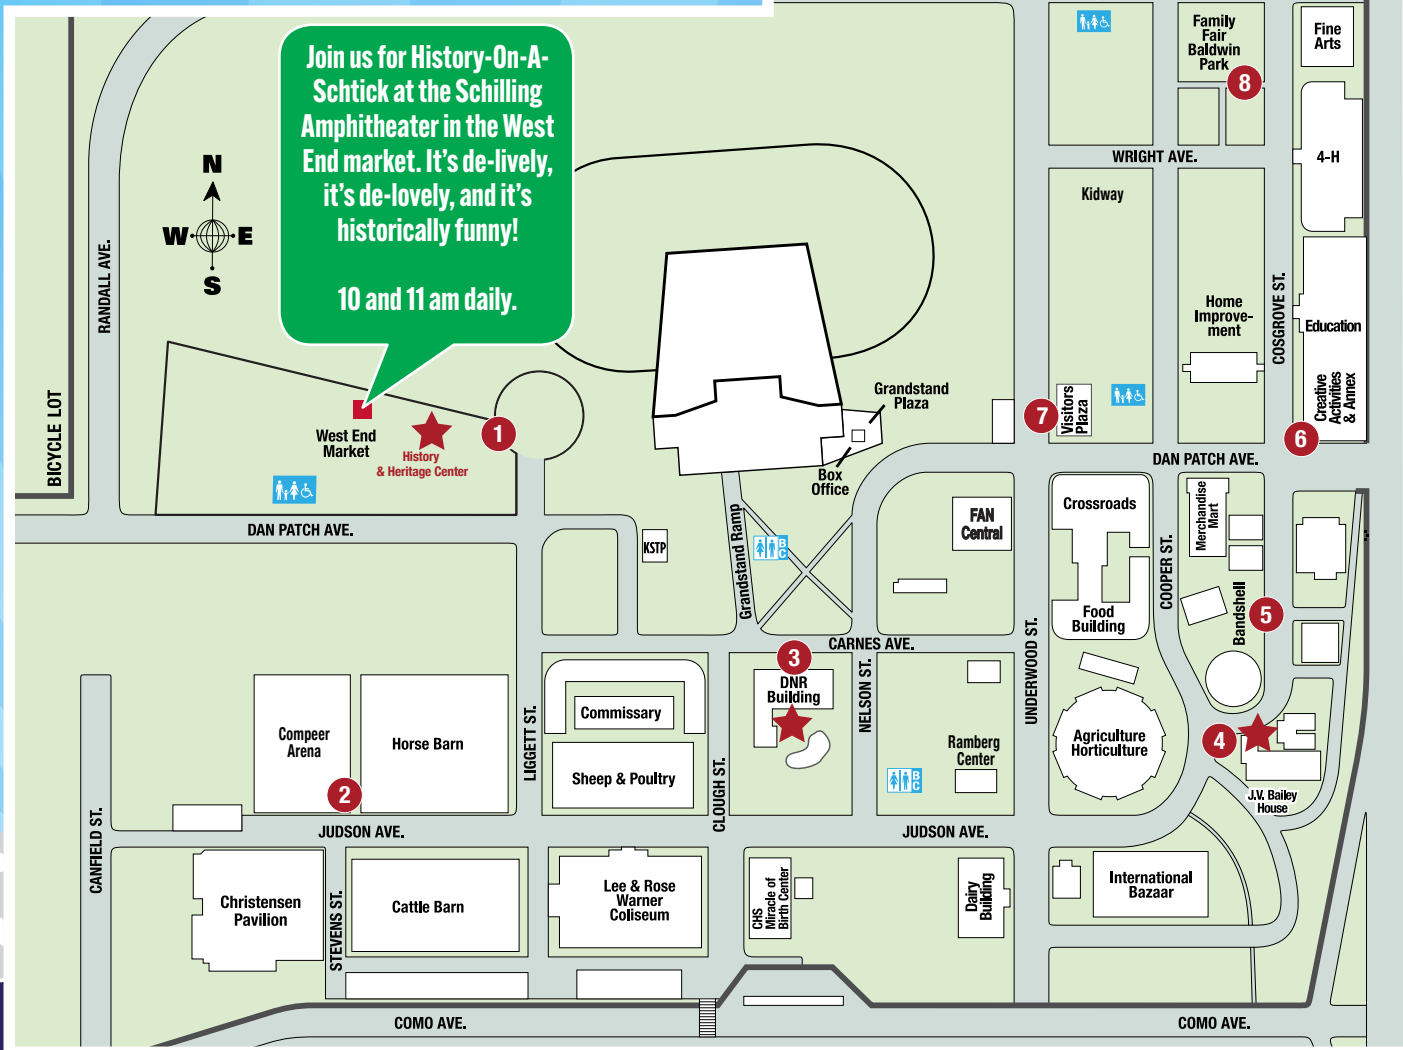 Join us for History-On-A-
Schtick at the Schilling
Amphitheater in the West
End market. It's de-lively,
it's de-lovely, and it's
historically funny!
10 and 11 am daily.
N
W
E
S
RANDALL AVE.
BICYCLE LOT
West End
Market
History
& Heritage Center
1
DAN PATCH AVE.
Family
Fair
Baldwin
Park
8
Fine
Arts
4-H
WRIGHT AVE.
Kidway
COSGROVE ST.
Home
Improve-
ment
Education
Creative
Activities
& Annex
Grandstand
Plaza
Box
Office
7
Visitors
Plaza
6
DAN PATCH AVE.
KSTP
Grandstand Ramp
B
C
FAN
Central
Crossroads
Food
Building
COOPER ST.
Merchandise
Mart
Bandshell
5
CARNES AVE.
3
DNR
Building
NELSON ST.
UNDERWOOD ST.
Compeer
Arena
Horse Barn
2
LIGGETT ST.
Commissary
Sheep & Poultry
CLOUGH ST.
Ramberg
Center
B
C
Agriculture
Horticulture
4
J.V. Bailey
House
CANFIELD ST.
JUDSON AVE.
JUDSON AVE.
Christensen
Pavilion
STEVENS ST.
Cattle Barn
Lee & Rose
Warner
Coliseum
CHS
Miracle of
Birth Center
Dairy
Building
International
Bazaar
COMO AVE.
COMO AVE.